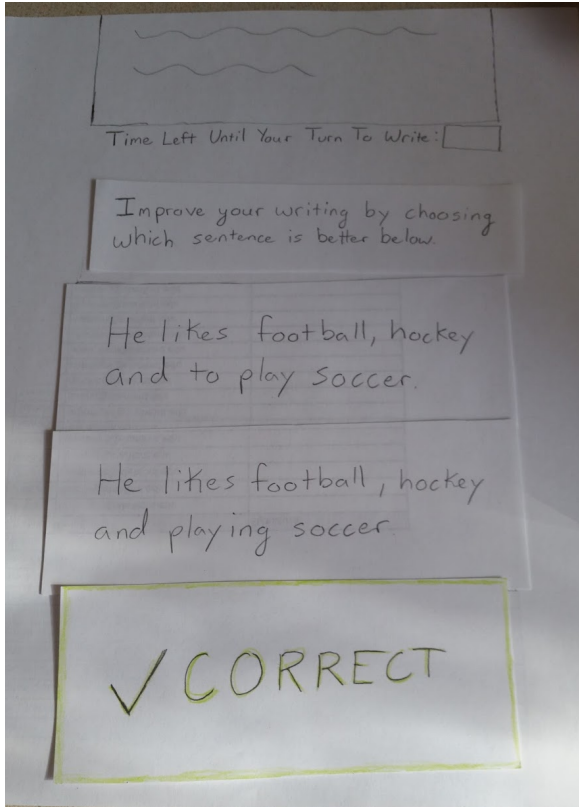 Time Left Until Your Turn To Write:
Improve your writing by choosing
which sentence is better below.
He likes football, hockey
and to play soccer.
He likes football, hockey
and playing soccer.
✓ CORRECT